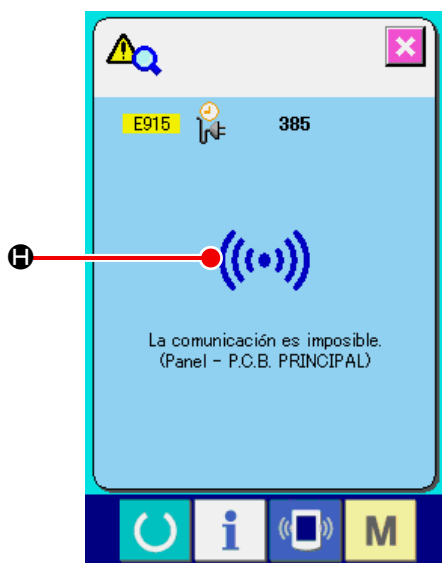 E915 385
H
La comunicación es imposible.
(Panel - P.C.B. PRINCIPAL)
i M